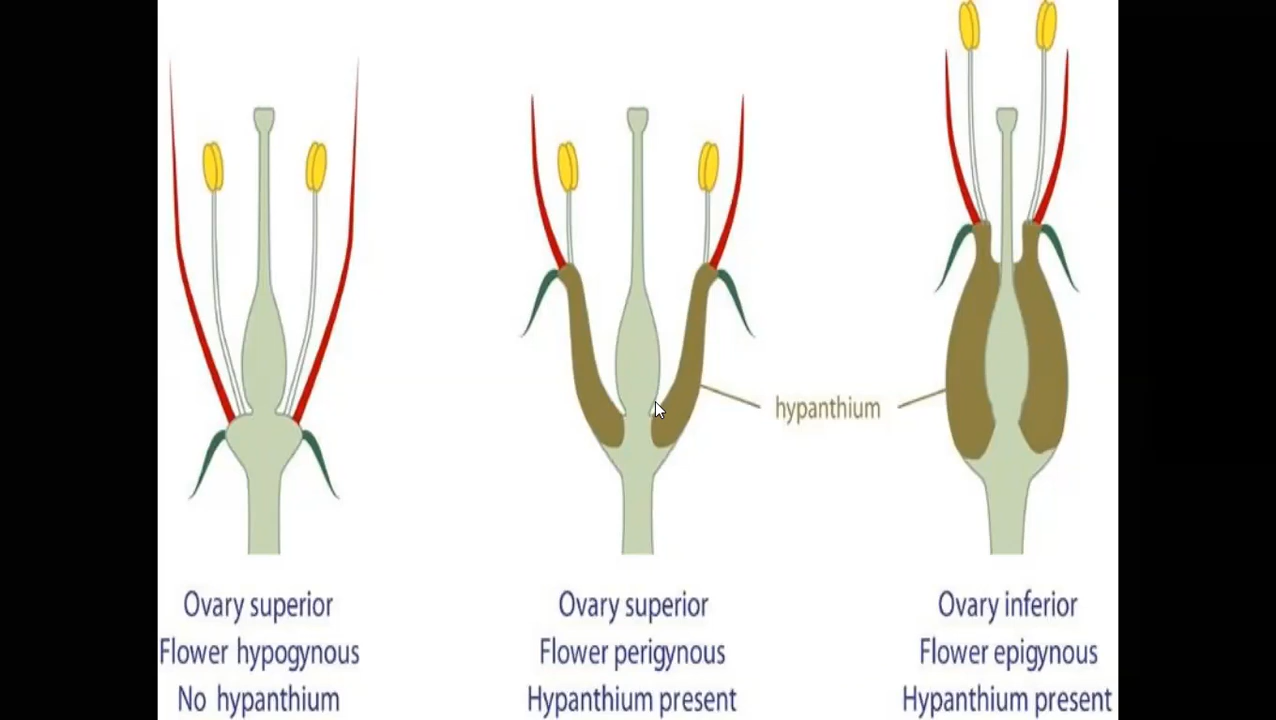 hypanthium
Ovary superior
Flower hypogynous
No hypanthium
Ovary superior
Flower perigynous
Hypanthium present
Ovary inferior
Flower epigynous
Hypanthium present